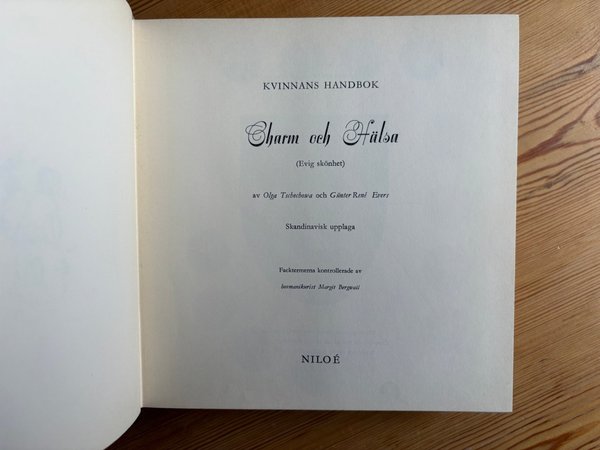 KVINNANS HANDBOK
Charm och Hälsa
(Evig skönhet)
av Olga Tschechowa och Günter René Evers
Skandinavisk upplaga
Facktermerna kontrollerade av
Margit Bergwall
NILOÉ